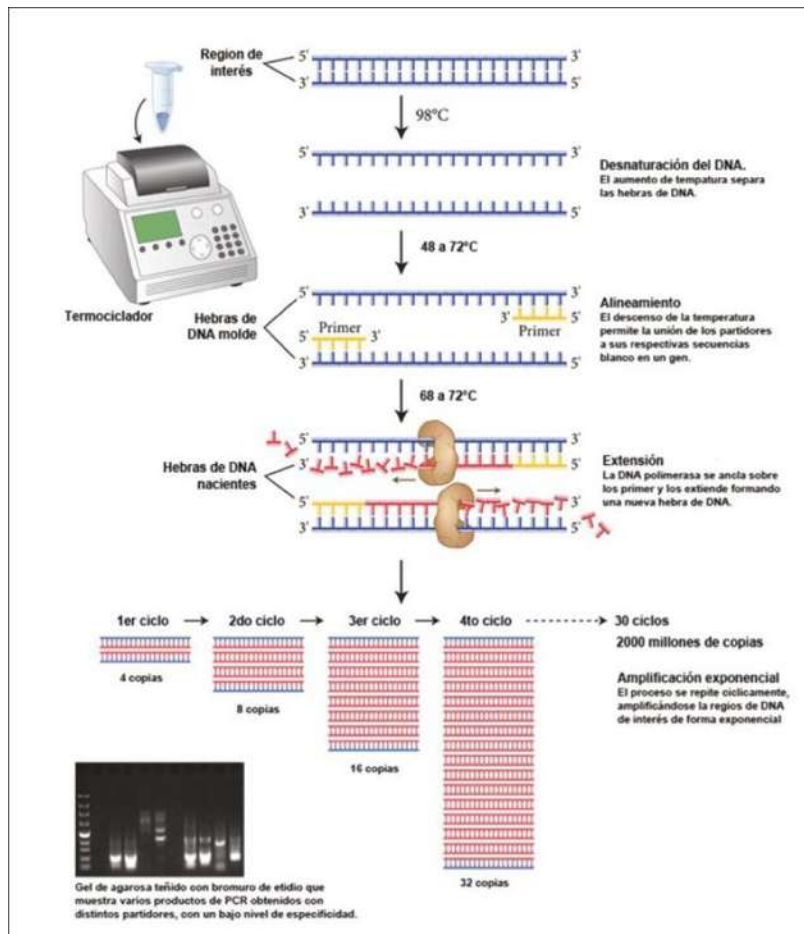 Region de
interés
5'
3'
3'
5'
98°C
5'
3'
3'
5'
Desnaturación del DNA.
El aumento de tempatura separa
las hebras de DNA.
48 a 72°C
Termociclador
Hebras de
DNA molde
5'
3'
3'
5'
Primer
Primer
5'
3'
3'
5'
Alineamiento
El descenso de la temperatura
permite la unión de los partidores
a sus respectivas secuencias
blanco en un gen.
68 a 72°C
Hebras de DNA
nacientes
5'
3'
3'
5'
5'
3'
3'
5'
Extensión
La DNA polimerasa se ancla sobre
los primer y los extiende formando
una nueva hebra de DNA.
1er ciclo
2do ciclo
3er ciclo
4to ciclo
30 ciclos
2000 millones de copias
4 copias
8 copias
16 copias
32 copias
Amplificación exponencial
El proceso se repite ciclicamente,
amplificándose la regios de DNA
de interés de forma exponencial
Gel de agarosa teñido con bromuro de etidio que
muestra varios productos de PCR obtenidos con
distintos partidores, con un bajo nivel de especificidad.